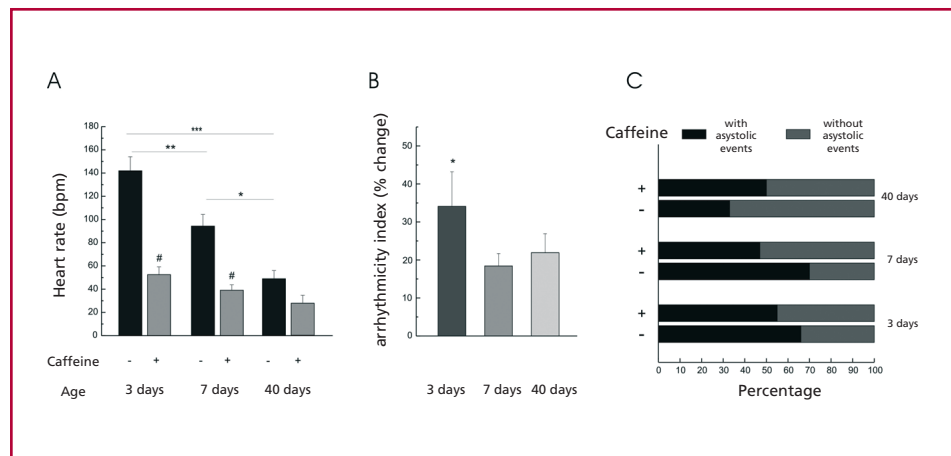 A
Heart rate (bpm)
180
160
140
120
100
80
60
40
20
0
***
**
*
#
#
Caffeine - + - + - +
Age 3 days 7 days 40 days
B
arrhythmicity index (% change)
50
40
30
20
10
0
*
3 days 7 days 40 days
C
Caffeine
with asystolic events
without asystolic events
+
-
40 days
+
-
7 days
+
-
3 days
0 10 20 30 40 50 60 70 80 90 100
Percentage